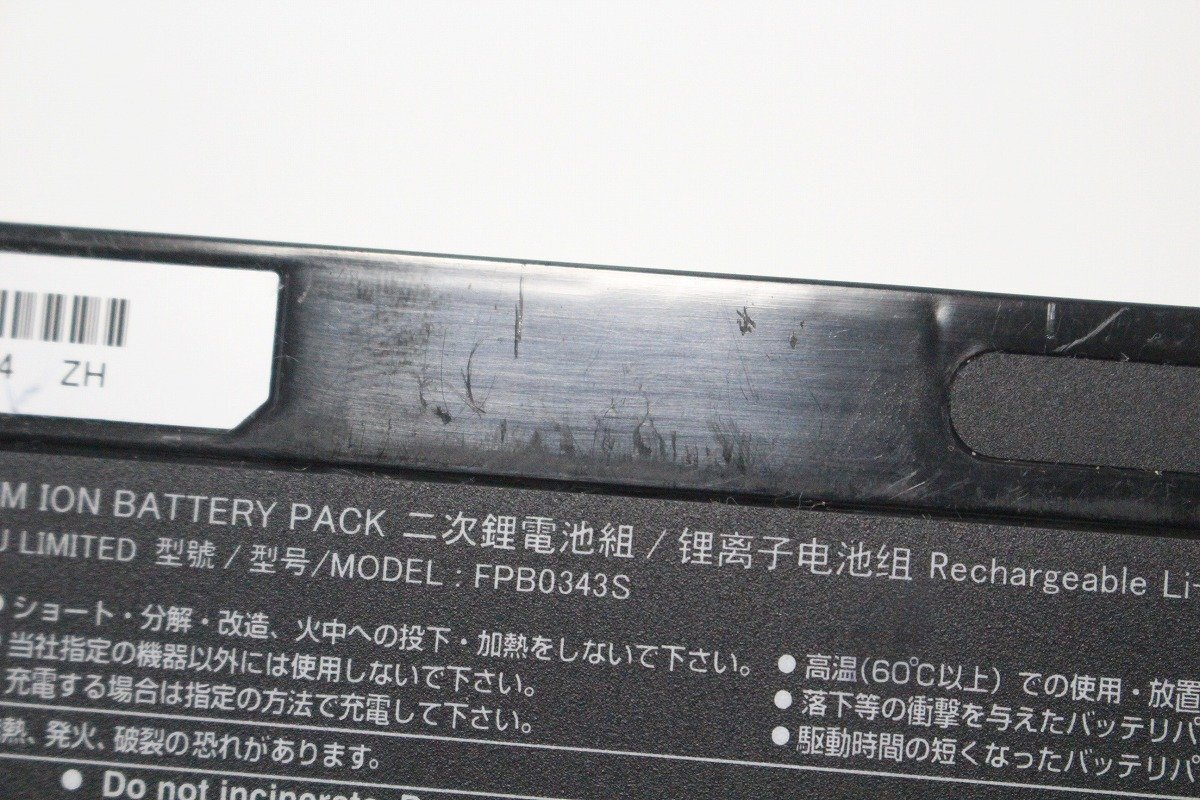 4 ZH
M ION BATTERY PACK 二次鋰電池組 / 锂离子电池组 Rechargeable Li-
U LIMITED 型號 / 型号/MODEL : FPB0343S
● ショート・分解・改造、火中への投下・加熱をしないで下さい。
当社指定の機器以外には使用しないで下さい。
充電する場合は指定の方法で充電して下さい。
● 高温(60℃以上) での使用・放置
● 落下等の衝撃を与えたバッテリパ
● 駆動時間の短くなったバッテリパ
熱、発火、破裂の恐れがあります。
● Do not incinerate